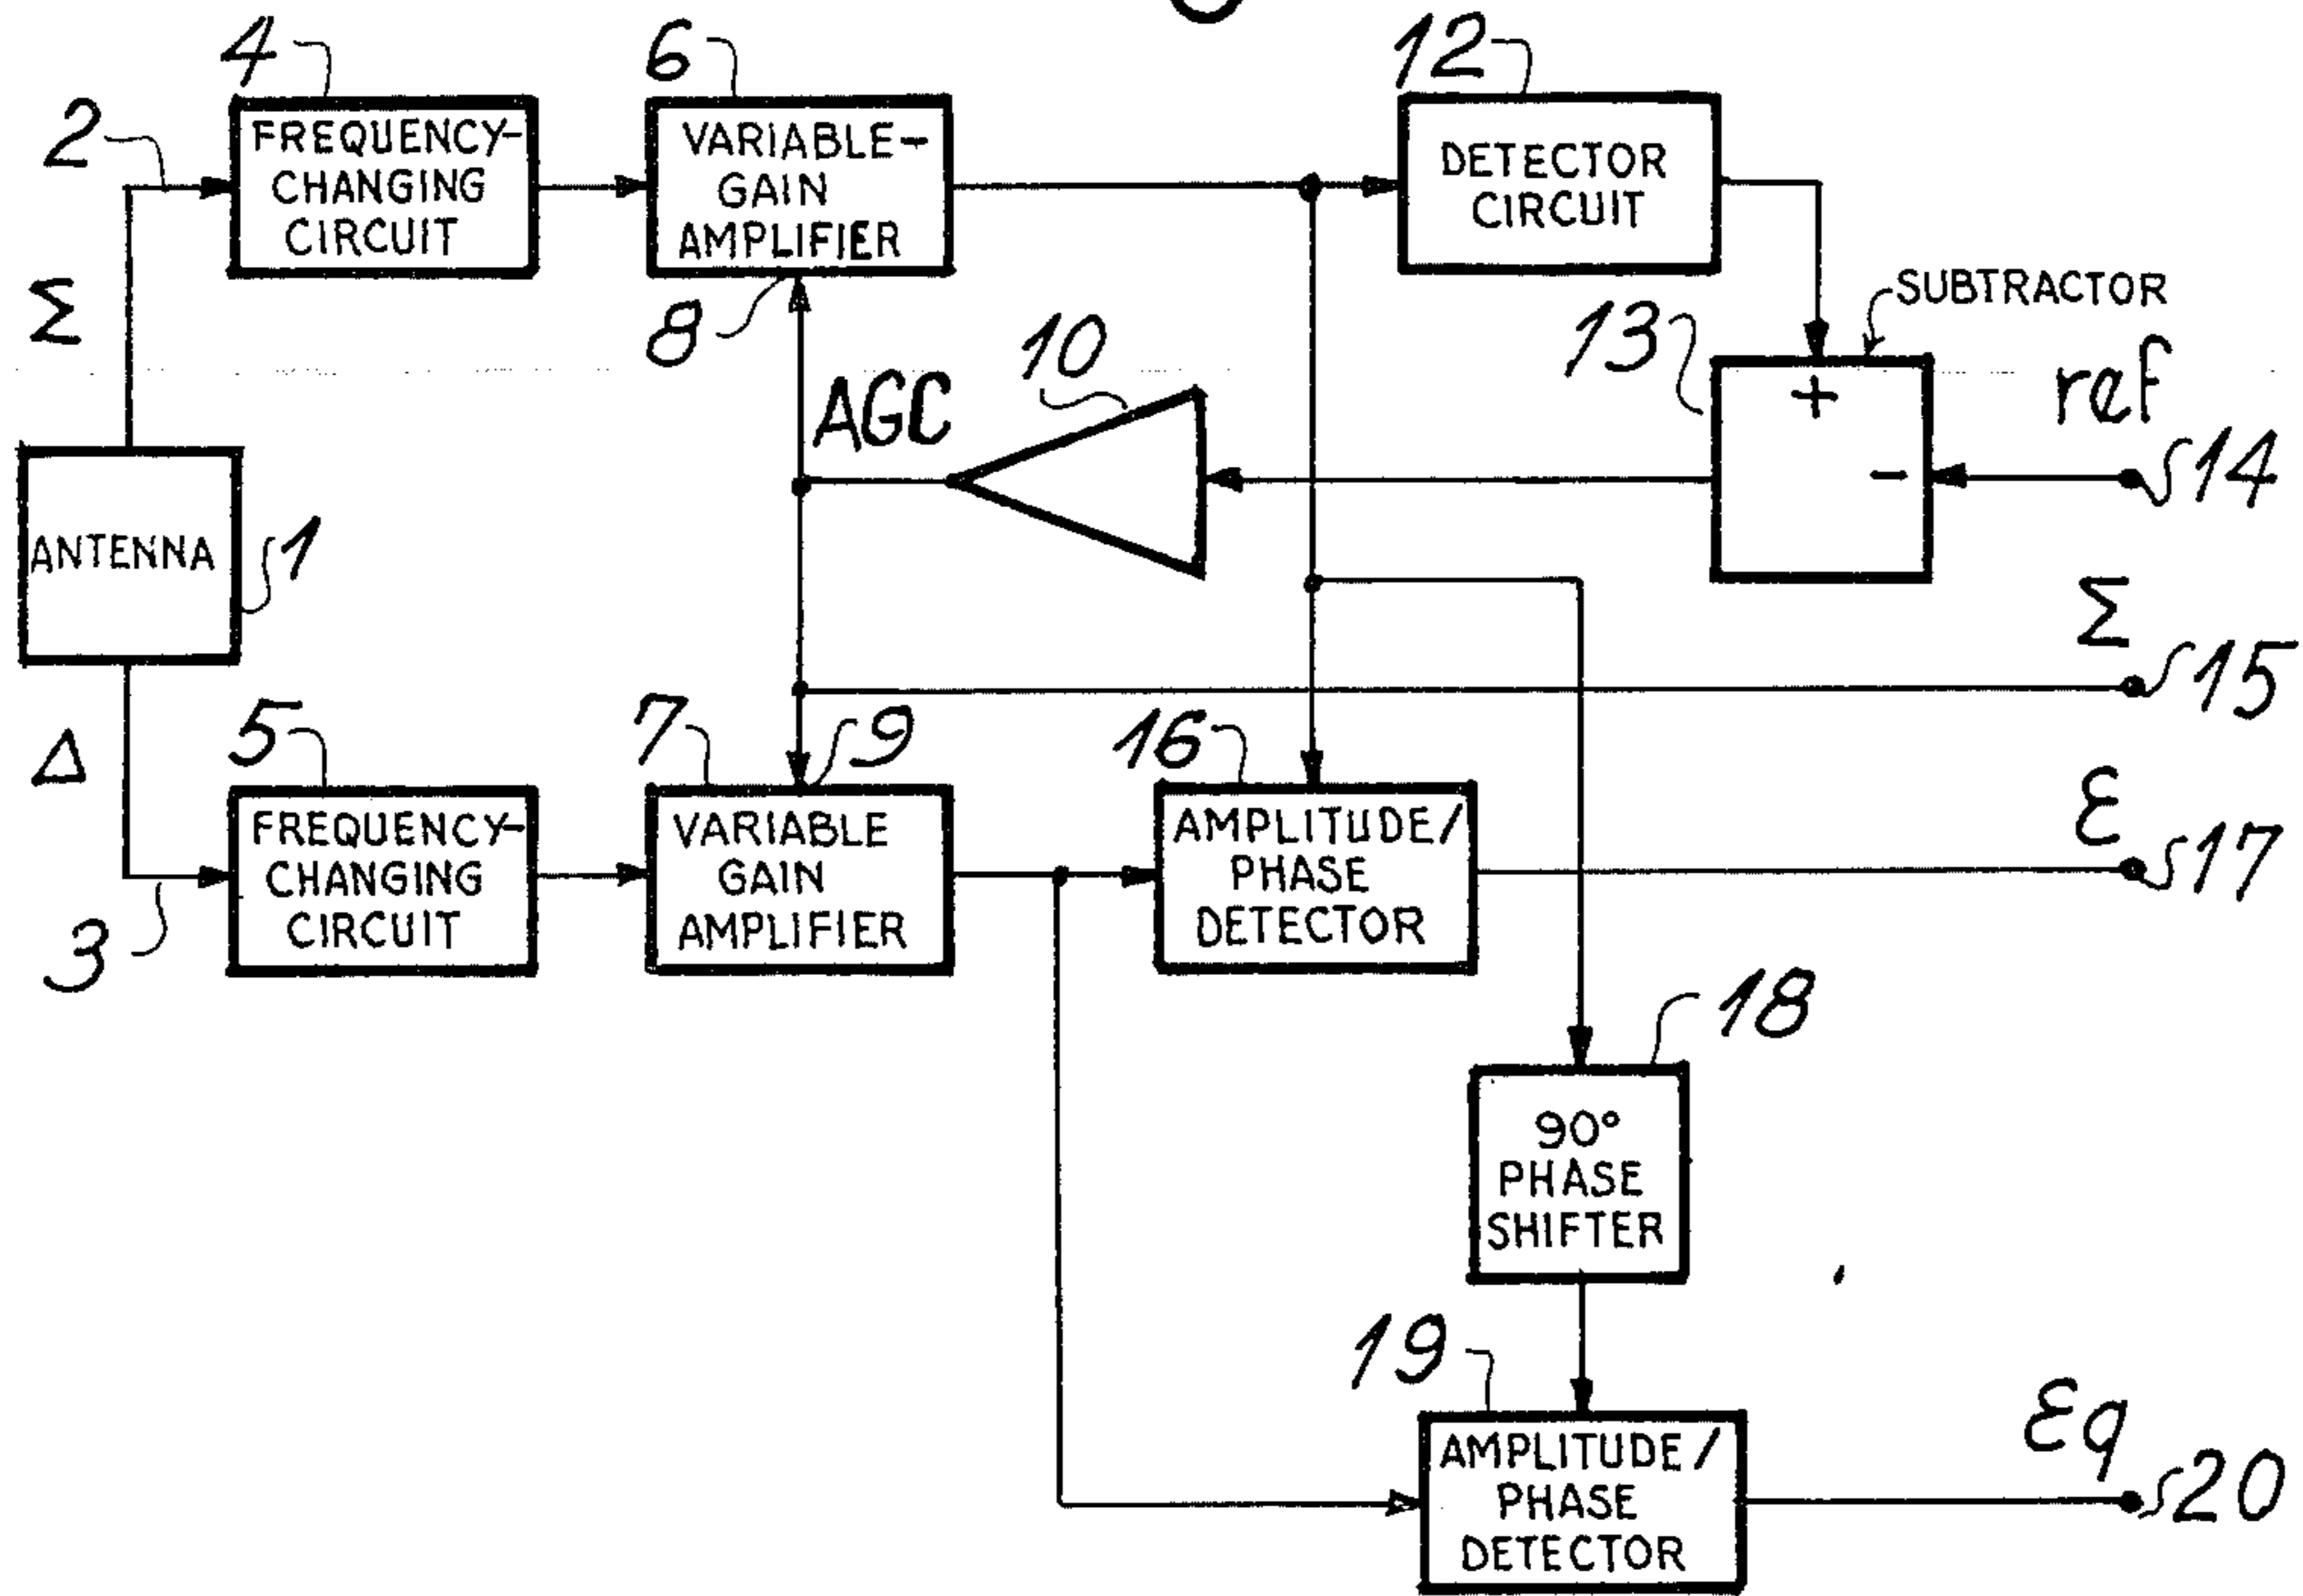 4
6
12
2
FREQUENCY-
CHANGING
CIRCUIT
VARIABLE-
GAIN
AMPLIFIER
DETECTOR
CIRCUIT
Σ
8
10
13
SUBTRACTOR
AGC
+
-
ref
14
ANTENNA
1
Σ
15
Δ
5
7
9
16
ε
17
FREQUENCY-
CHANGING
CIRCUIT
VARIABLE
GAIN
AMPLIFIER
AMPLITUDE/
PHASE
DETECTOR
3
18
90°
PHASE
SHIFTER
19
AMPLITUDE/
PHASE
DETECTOR
εq
20